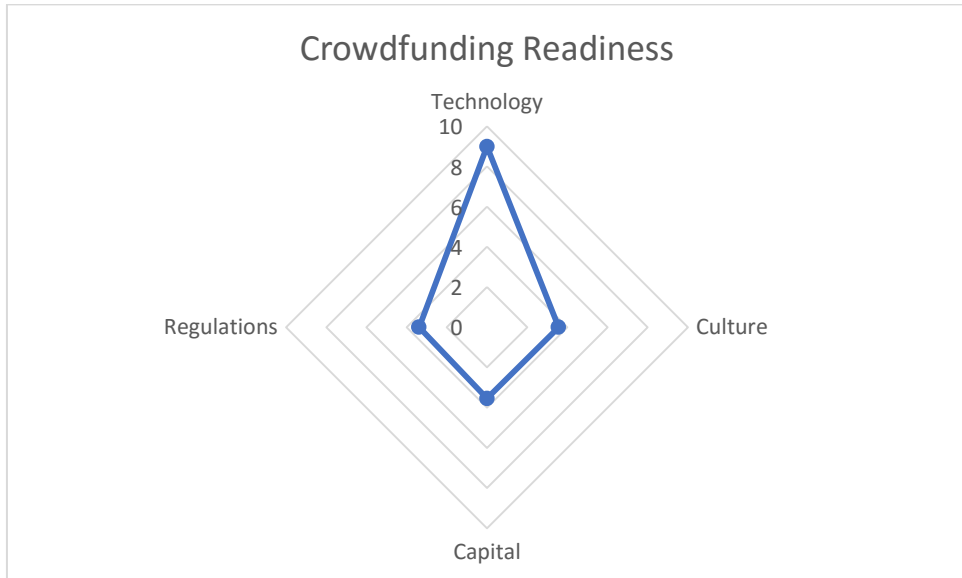 Crowdfunding Readiness
Technology
10
8
6
4
2
0
Regulations
Culture
Capital